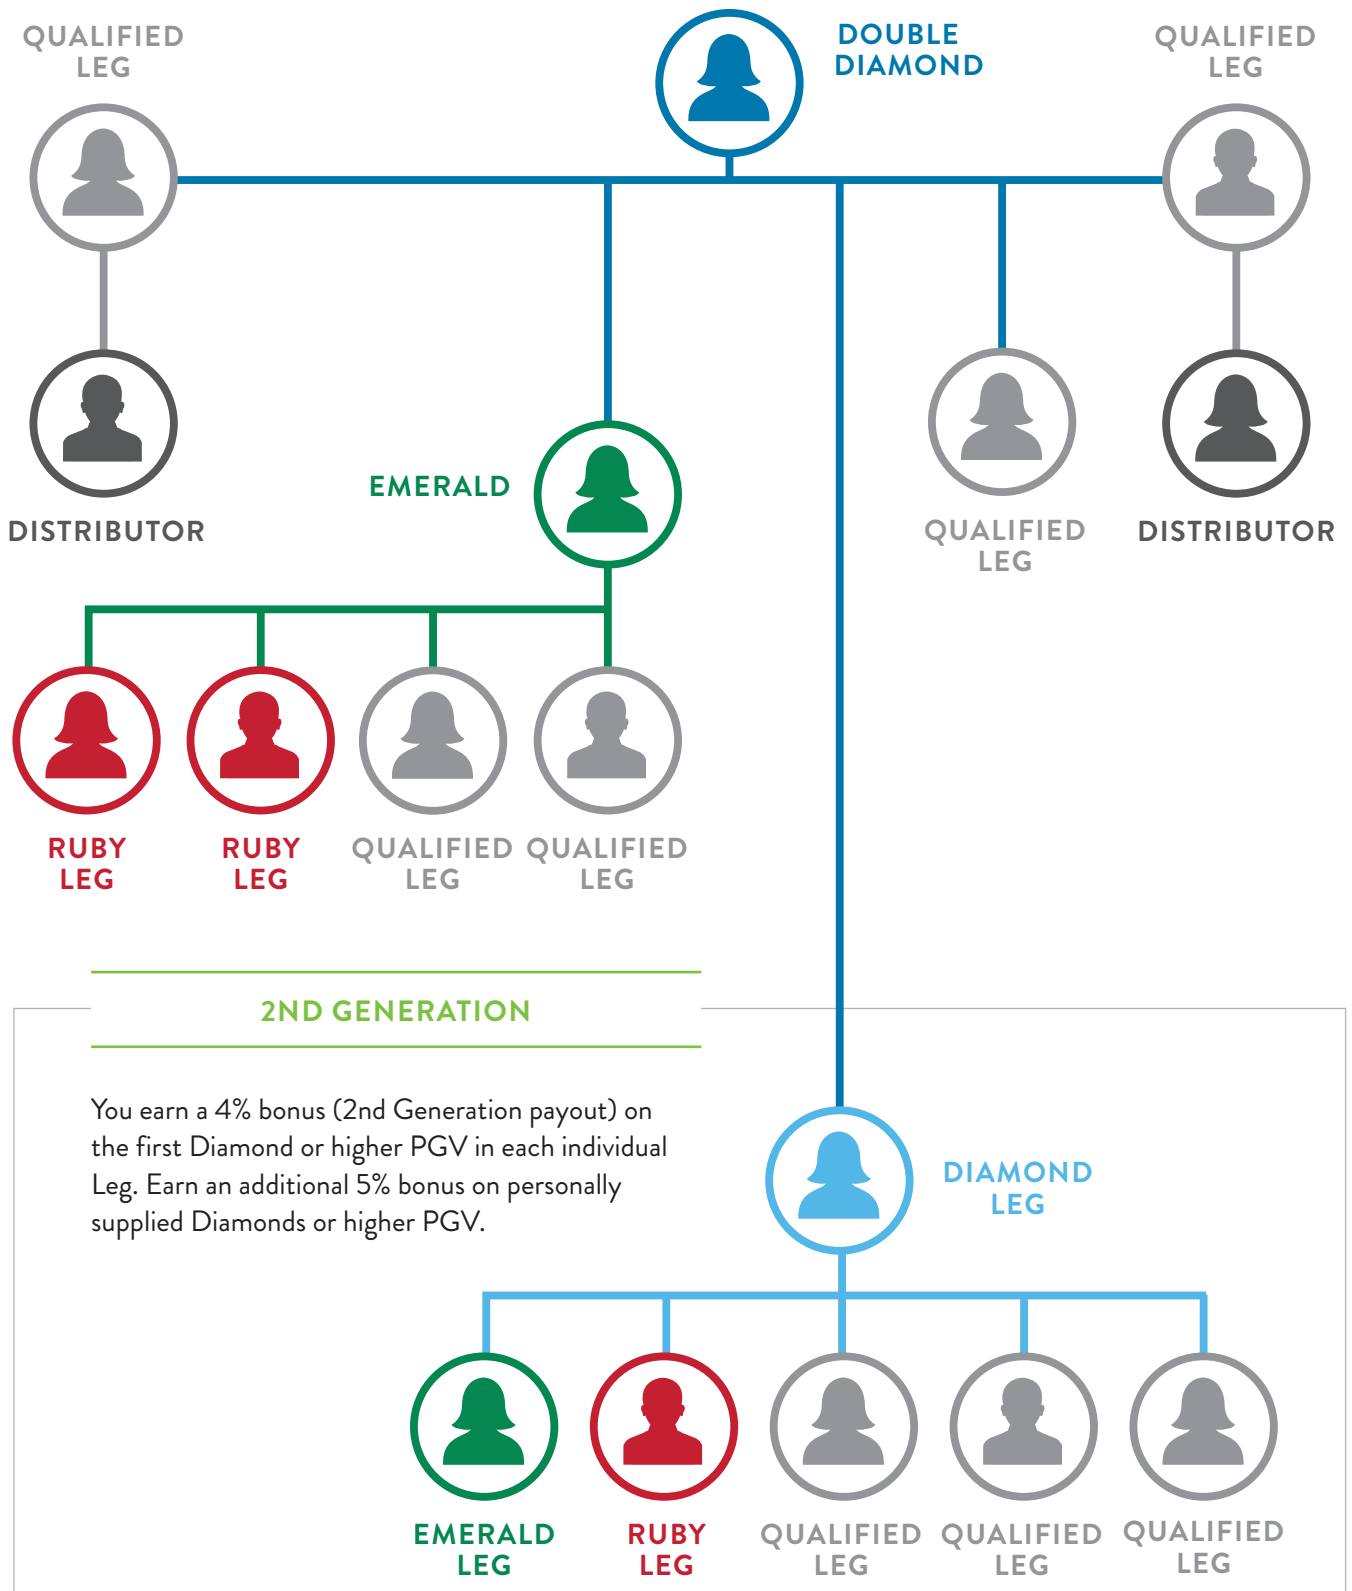 QUALIFIED
LEG
DOUBLE
DIAMOND
QUALIFIED
LEG
EMERALD
DISTRIBUTOR
QUALIFIED
LEG
DISTRIBUTOR
RUBY
LEG
RUBY
LEG
QUALIFIED
LEG
QUALIFIED
LEG
2ND GENERATION
You earn a 4% bonus (2nd Generation payout) on
the first Diamond or higher PGV in each individual
Leg. Earn an additional 5% bonus on personally
supplied Diamonds or higher PGV.
DIAMOND
LEG
EMERALD
LEG
RUBY
LEG
QUALIFIED
LEG
QUALIFIED
LEG
QUALIFIED
LEG